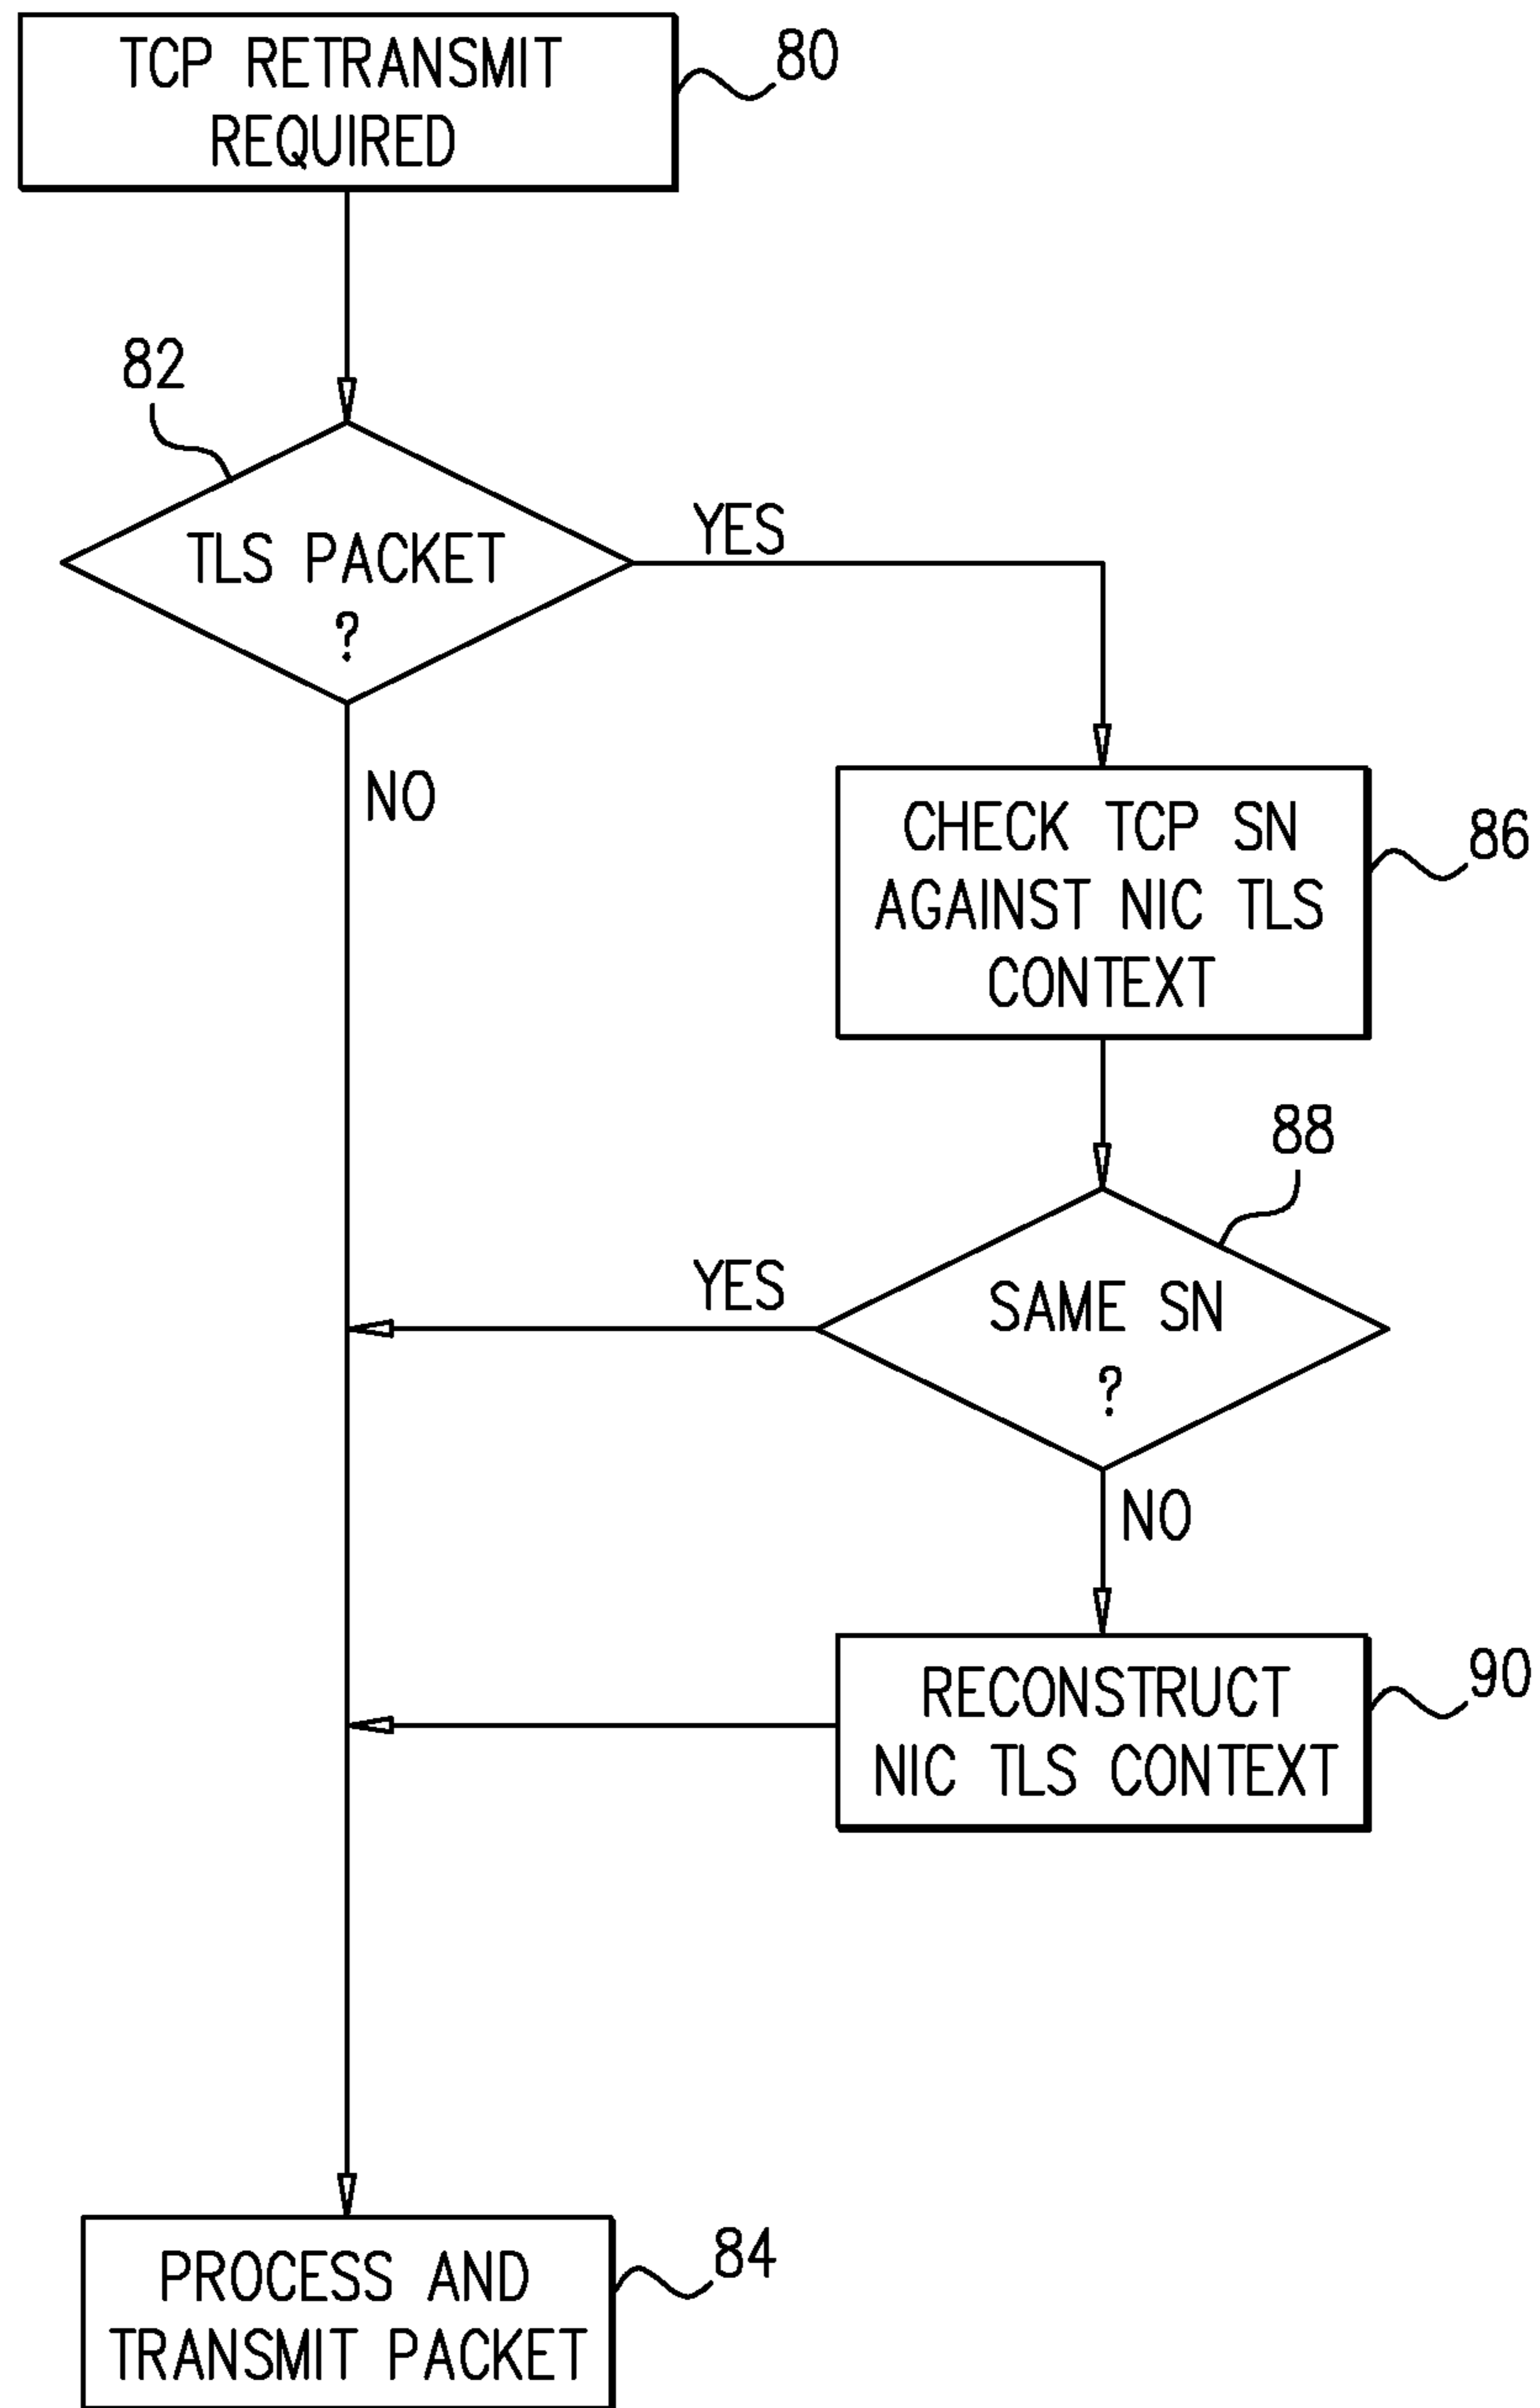 TCP RETRANSMIT
REQUIRED
80
82
TLS PACKET
?
YES
NO
CHECK TCP SN
AGAINST NIC TLS
CONTEXT
86
88
SAME SN
?
YES
NO
RECONSTRUCT
NIC TLS CONTEXT
90
PROCESS AND
TRANSMIT PACKET
84